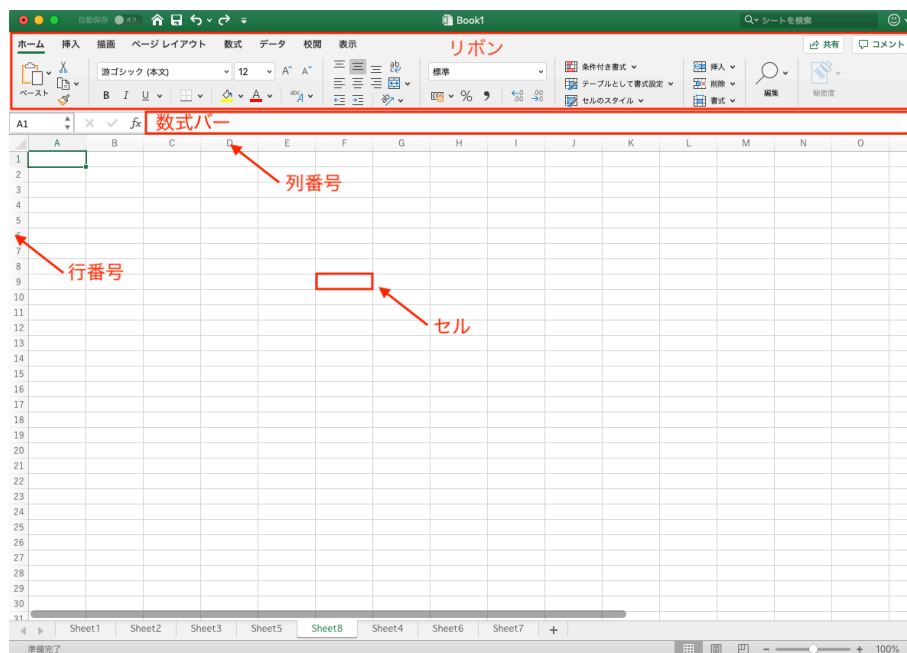 自動保存 オフ Book1 シートを検索
ホーム 挿入 描画 ページ レイアウト 数式 データ 校閲 表示 リボン 共有 コメント
ペースト 游ゴシック (本文) 12 A^ A˅ ab 標準 条件付き書式 挿入
テーブルとして書式設定 削除
B I U A abc A % 9 .00 .00 セルのスタイル 書式 編集 秘密度
A1 fx 数式バー
A B C D E F G H I J K L M N O
1
2
列番号
3
4
5
6
7
行番号
8
9
10
11
セル
12
13
14
15
16
17
18
19
20
21
22
23
24
25
26
27
28
29
30
31
Sheet1 Sheet2 Sheet3 Sheet5 Sheet8 Sheet4 Sheet6 Sheet7 +
準備完了 - + 100%